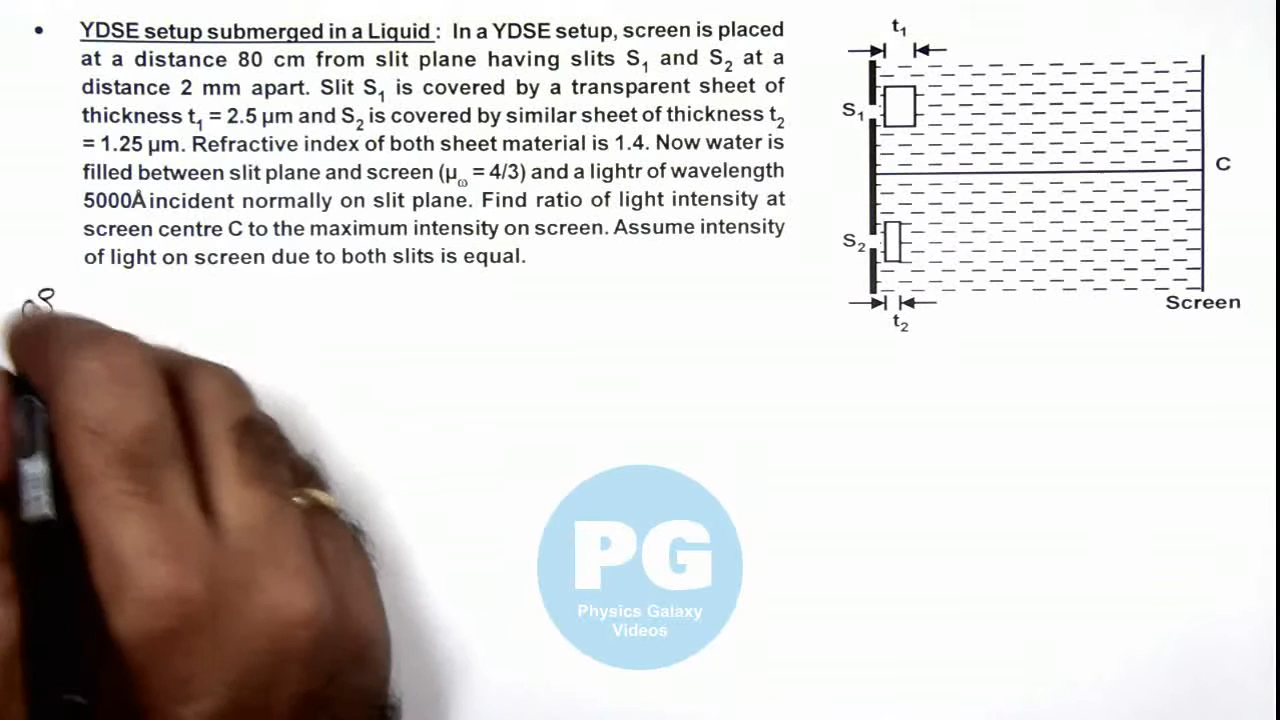 • YDSE setup submerged in a Liquid : In a YDSE setup, screen is placed
at a distance 80 cm from slit plane having slits S₁ and S₂ at a
distance 2 mm apart. Slit S₁ is covered by a transparent sheet of
thickness t₁ = 2.5 μm and S₂ is covered by similar sheet of thickness t₂
= 1.25 μm. Refractive index of both sheet material is 1.4. Now water is
filled between slit plane and screen (μω = 4/3) and a lightr of wavelength
5000Å incident normally on slit plane. Find ratio of light intensity at
screen centre C to the maximum intensity on screen. Assume intensity
of light on screen due to both slits is equal.
t₁
S₁
C
S₂
Screen
t₂
PG
Physics Galaxy
Videos